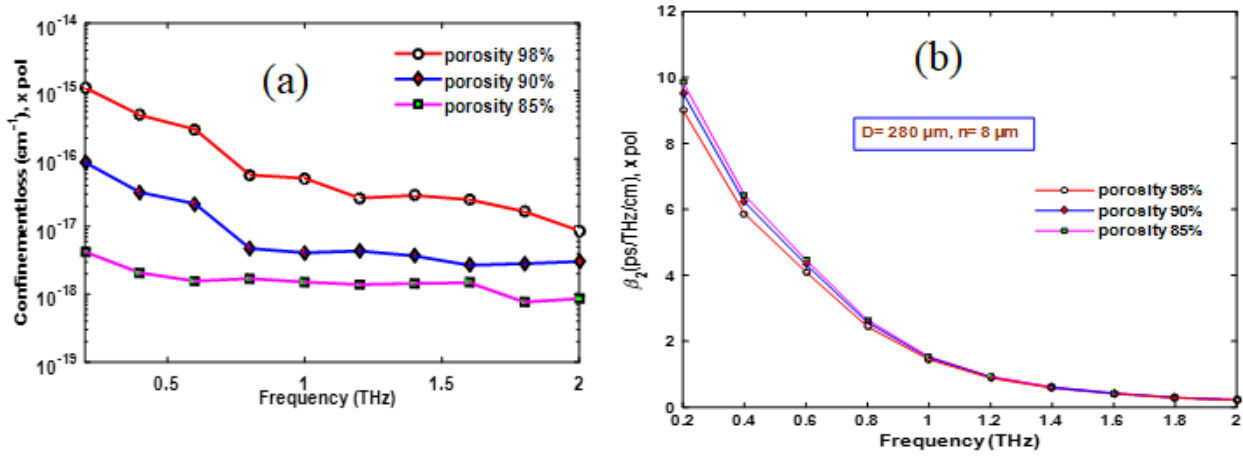 10^-14
10^-15
10^-16
10^-17
10^-18
10^-19
Confinementloss (cm^-1), x pol
(a)
porosity 98%
porosity 90%
porosity 85%
0.5
1
1.5
2
Frequency (THz)
12
10
8
6
4
2
0
β2(ps/THz/cm), x pol
(b)
D= 280 μm, n= 8 μm
porosity 98%
porosity 90%
porosity 85%
0.2
0.4
0.6
0.8
1
1.2
1.4
1.6
1.8
2
Frequency (THz)